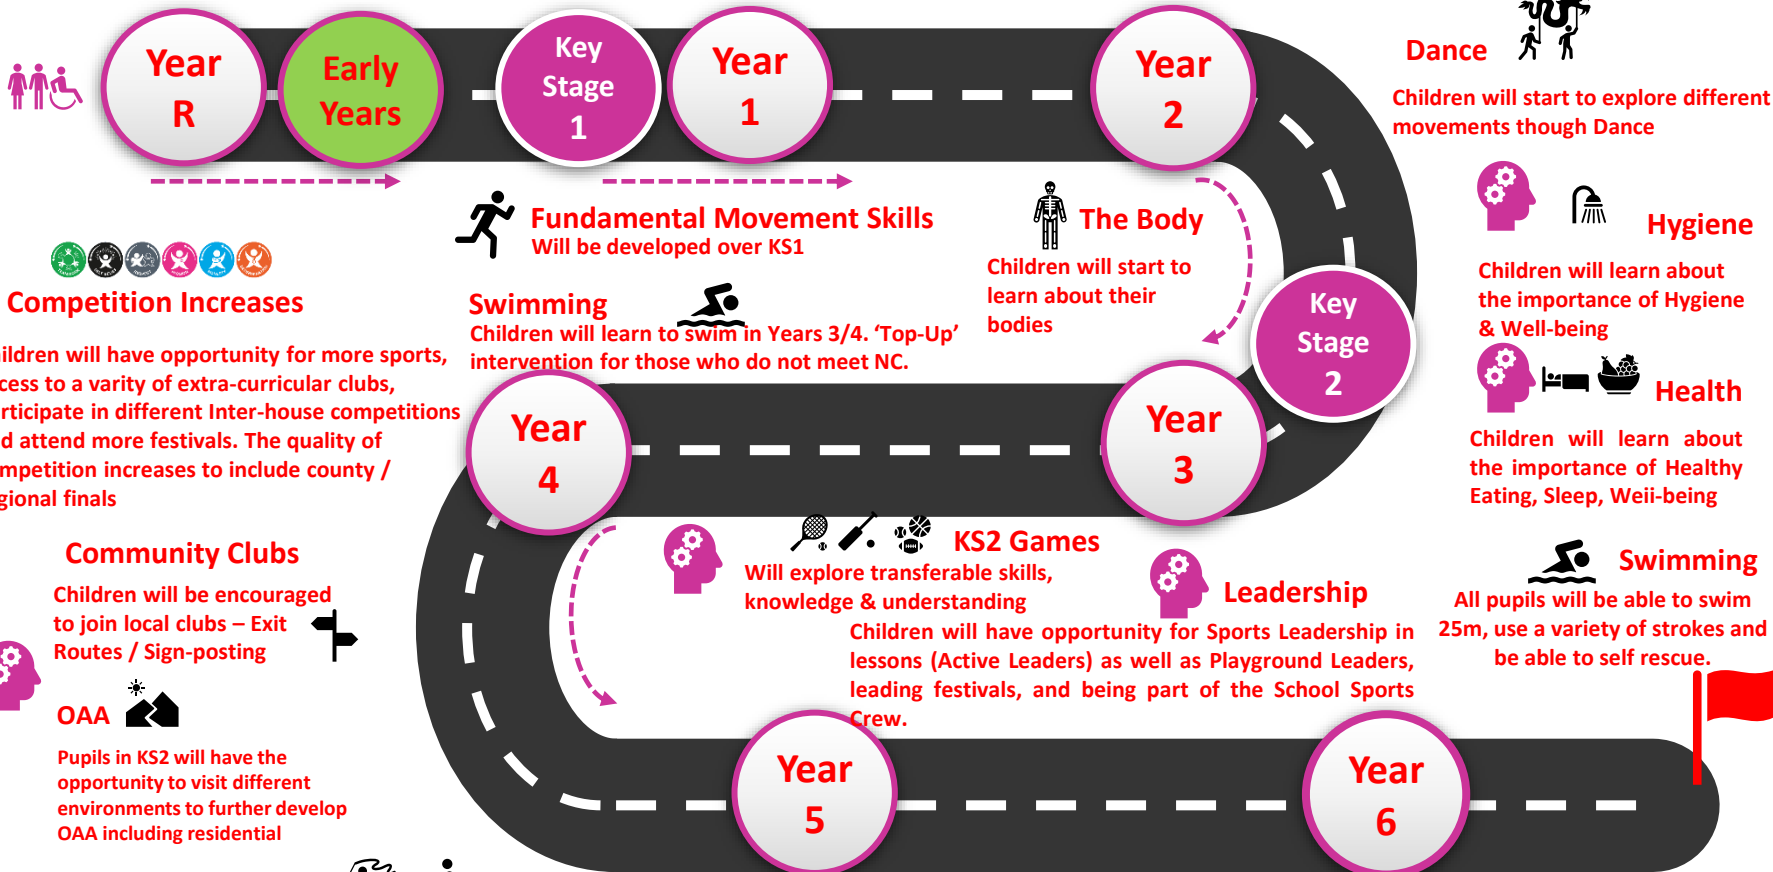 Year
R
Early
Years
Key
Stage
1
Year
1
Year
2
Dance
Children will start to explore different
movements though Dance
Fundamental Movement Skills
Will be developed over KS1
The Body
Children will start to
learn about their
bodies
Hygiene
Children will learn about
the importance of Hygiene
& Well-being
Competition Increases
ildren will have opportunity for more sports,
cess to a varity of extra-curricular clubs,
rticipate in different Inter-house competitions
d attend more festivals. The quality of
mpetition increases to include county /
gional finals
Swimming
Children will learn to swim in Years 3/4. ‘Top-Up’
intervention for those who do not meet NC.
Key
Stage
2
Health
Children will learn about
the importance of Healthy
Eating, Sleep, Weii-being
Year
4
Year
3
Community Clubs
Children will be encouraged
to join local clubs – Exit
Routes / Sign-posting
KS2 Games
Will explore transferable skills,
knowledge & understanding
Leadership
Children will have opportunity for Sports Leadership in
lessons (Active Leaders) as well as Playground Leaders,
leading festivals, and being part of the School Sports
Crew.
Swimming
All pupils will be able to swim
25m, use a variety of strokes and
be able to self rescue.
OAA
Pupils in KS2 will have the
opportunity to visit different
environments to further develop
OAA including residential
Year
5
Year
6